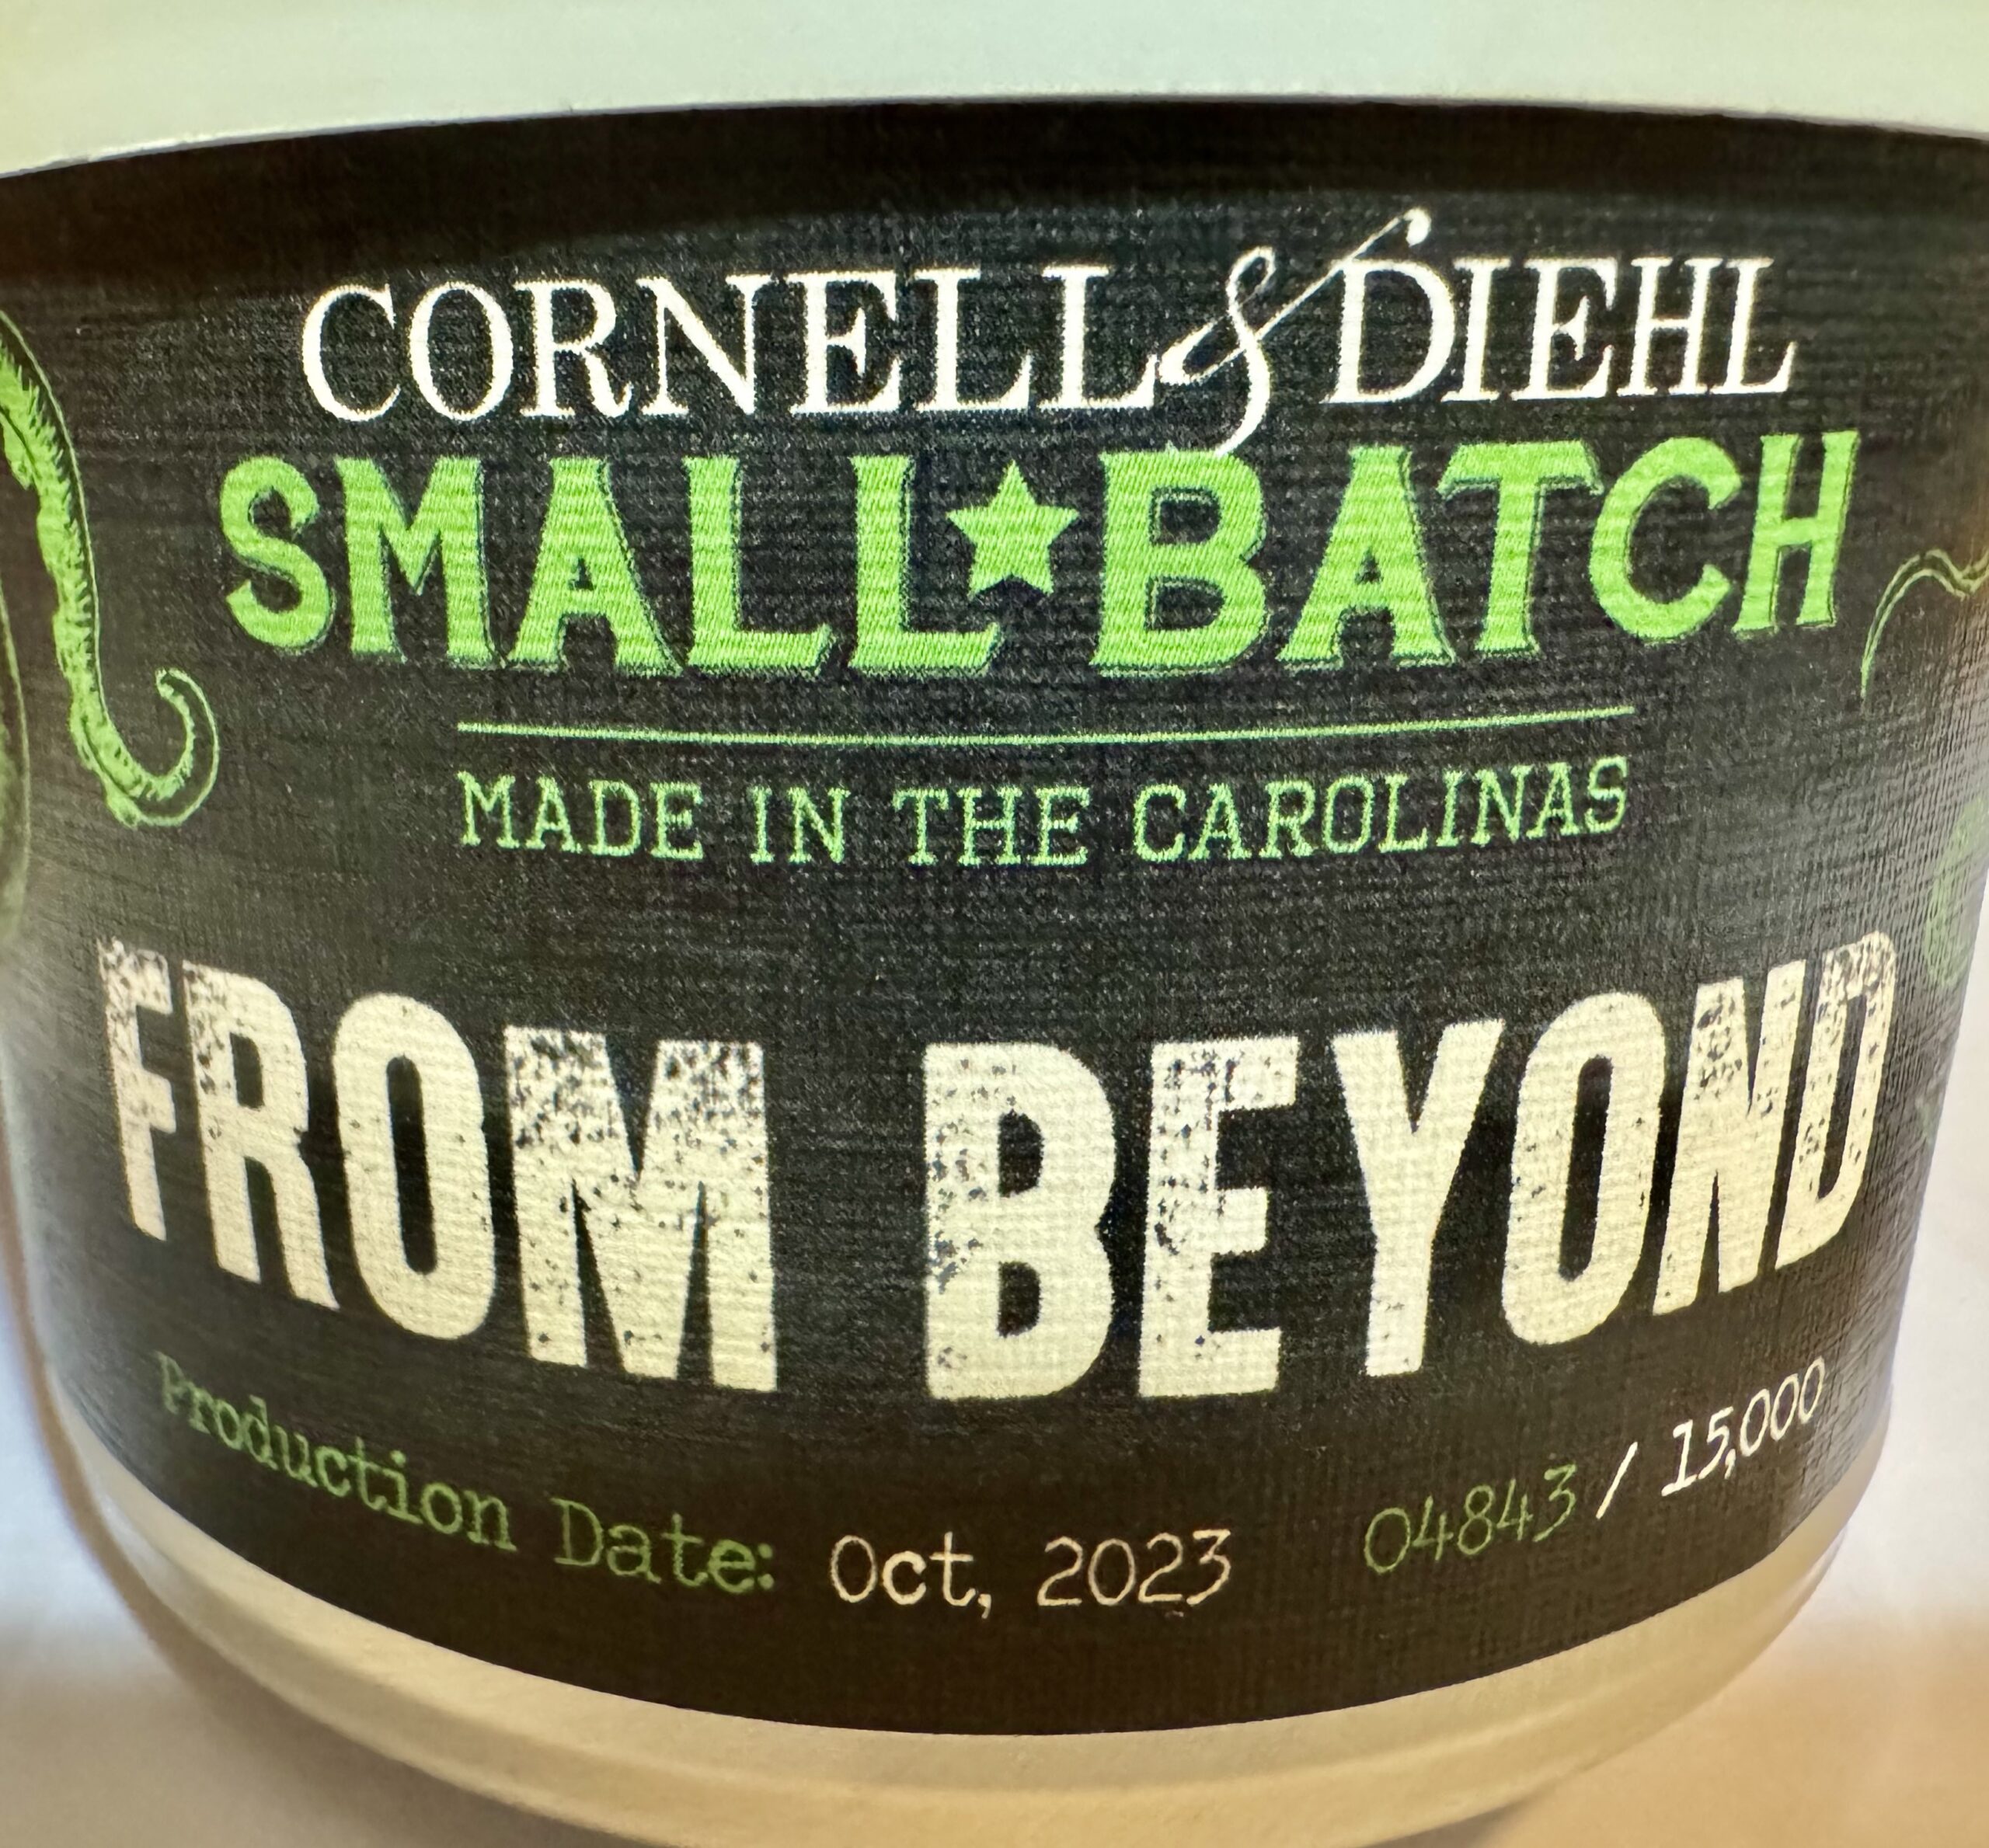 CORNELL & DIEHL
SMALL★BATCH
MADE IN THE CAROLINAS
FROM BEYOND
Production Date: Oct, 2023 04843 / 15,000